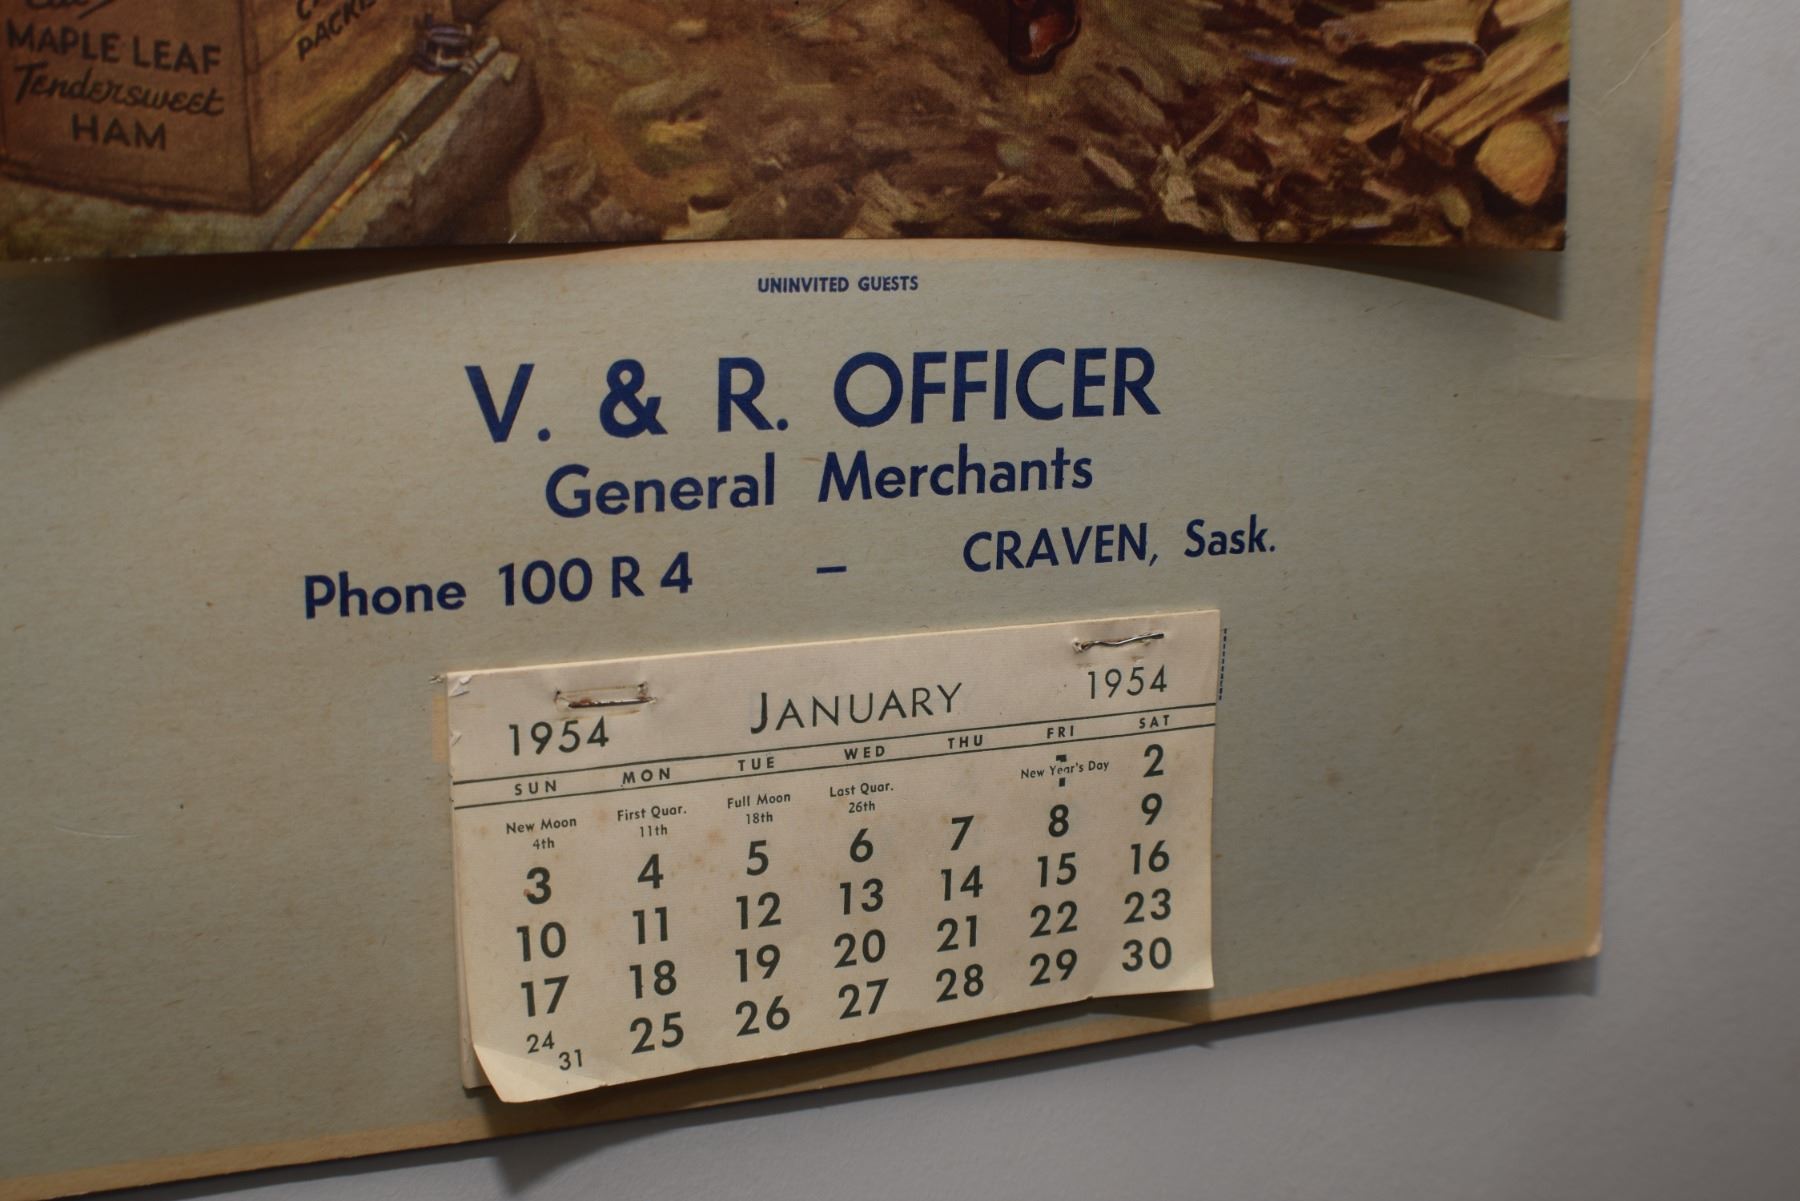 MAPLE LEAF
Tendersweet
HAM
UNINVITED GUESTS
V. & R. OFFICER
General Merchants
Phone 100 R 4 – CRAVEN, Sask.
1954 JANUARY 1954
SUN MON TUE WED THU FRI SAT
New Moon 4th First Quar. 11th Full Moon 18th Last Quar. 26th New Year's Day 1 2
3 4 5 6 7 8 9
10 11 12 13 14 15 16
17 18 19 20 21 22 23
24 31 25 26 27 28 29 30